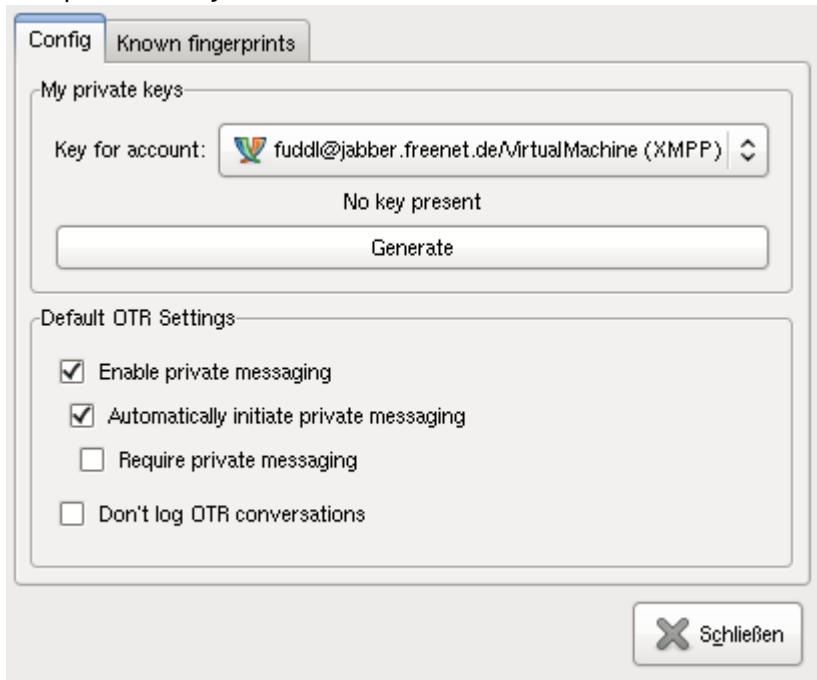 Config
Known fingerprints
My private keys
Key for account:
fuddl@jabber.freenet.de/VirtualMachine (XMPP)
No key present
Generate
Default OTR Settings
Enable private messaging
Automatically initiate private messaging
Require private messaging
Don't log OTR conversations
Schließen